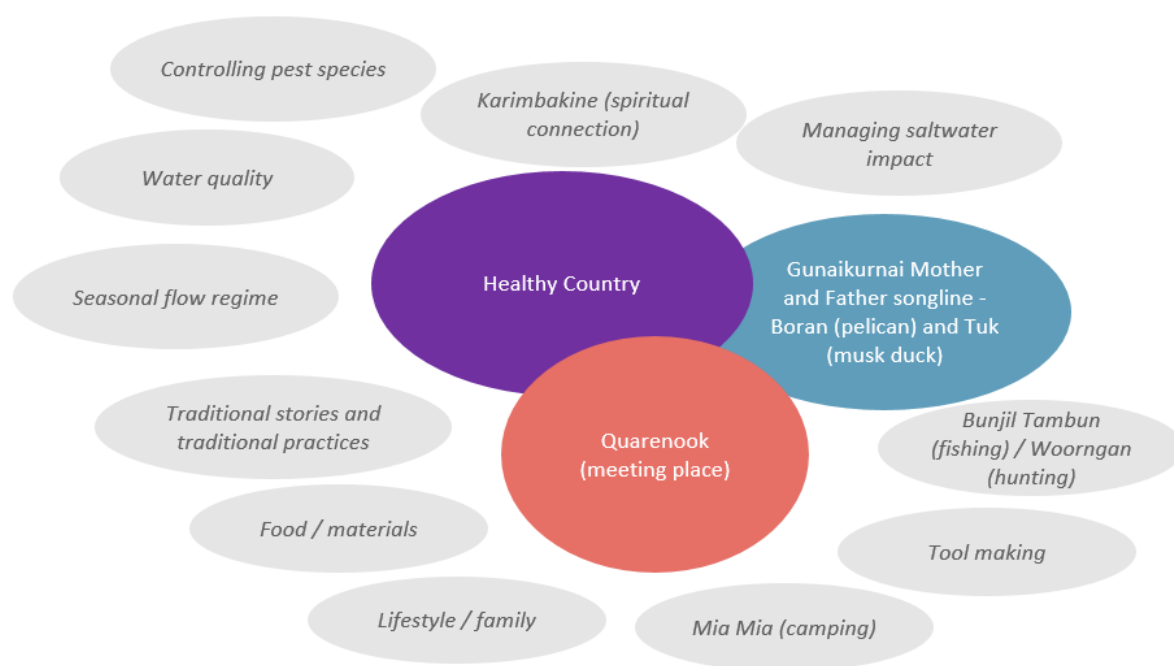 Controlling pest species
Karimbakine (spiritual
connection)
Managing saltwater
impact
Water quality
Seasonal flow regime
Healthy Country
Gunaikurnai Mother
and Father songline -
Boran (pelican) and Tuk
(musk duck)
Traditional stories and
traditional practices
Quarenook
(meeting place)
Bunjil Tambun
(fishing) / Woorngan
(hunting)
Food / materials
Tool making
Lifestyle / family
Mia Mia (camping)